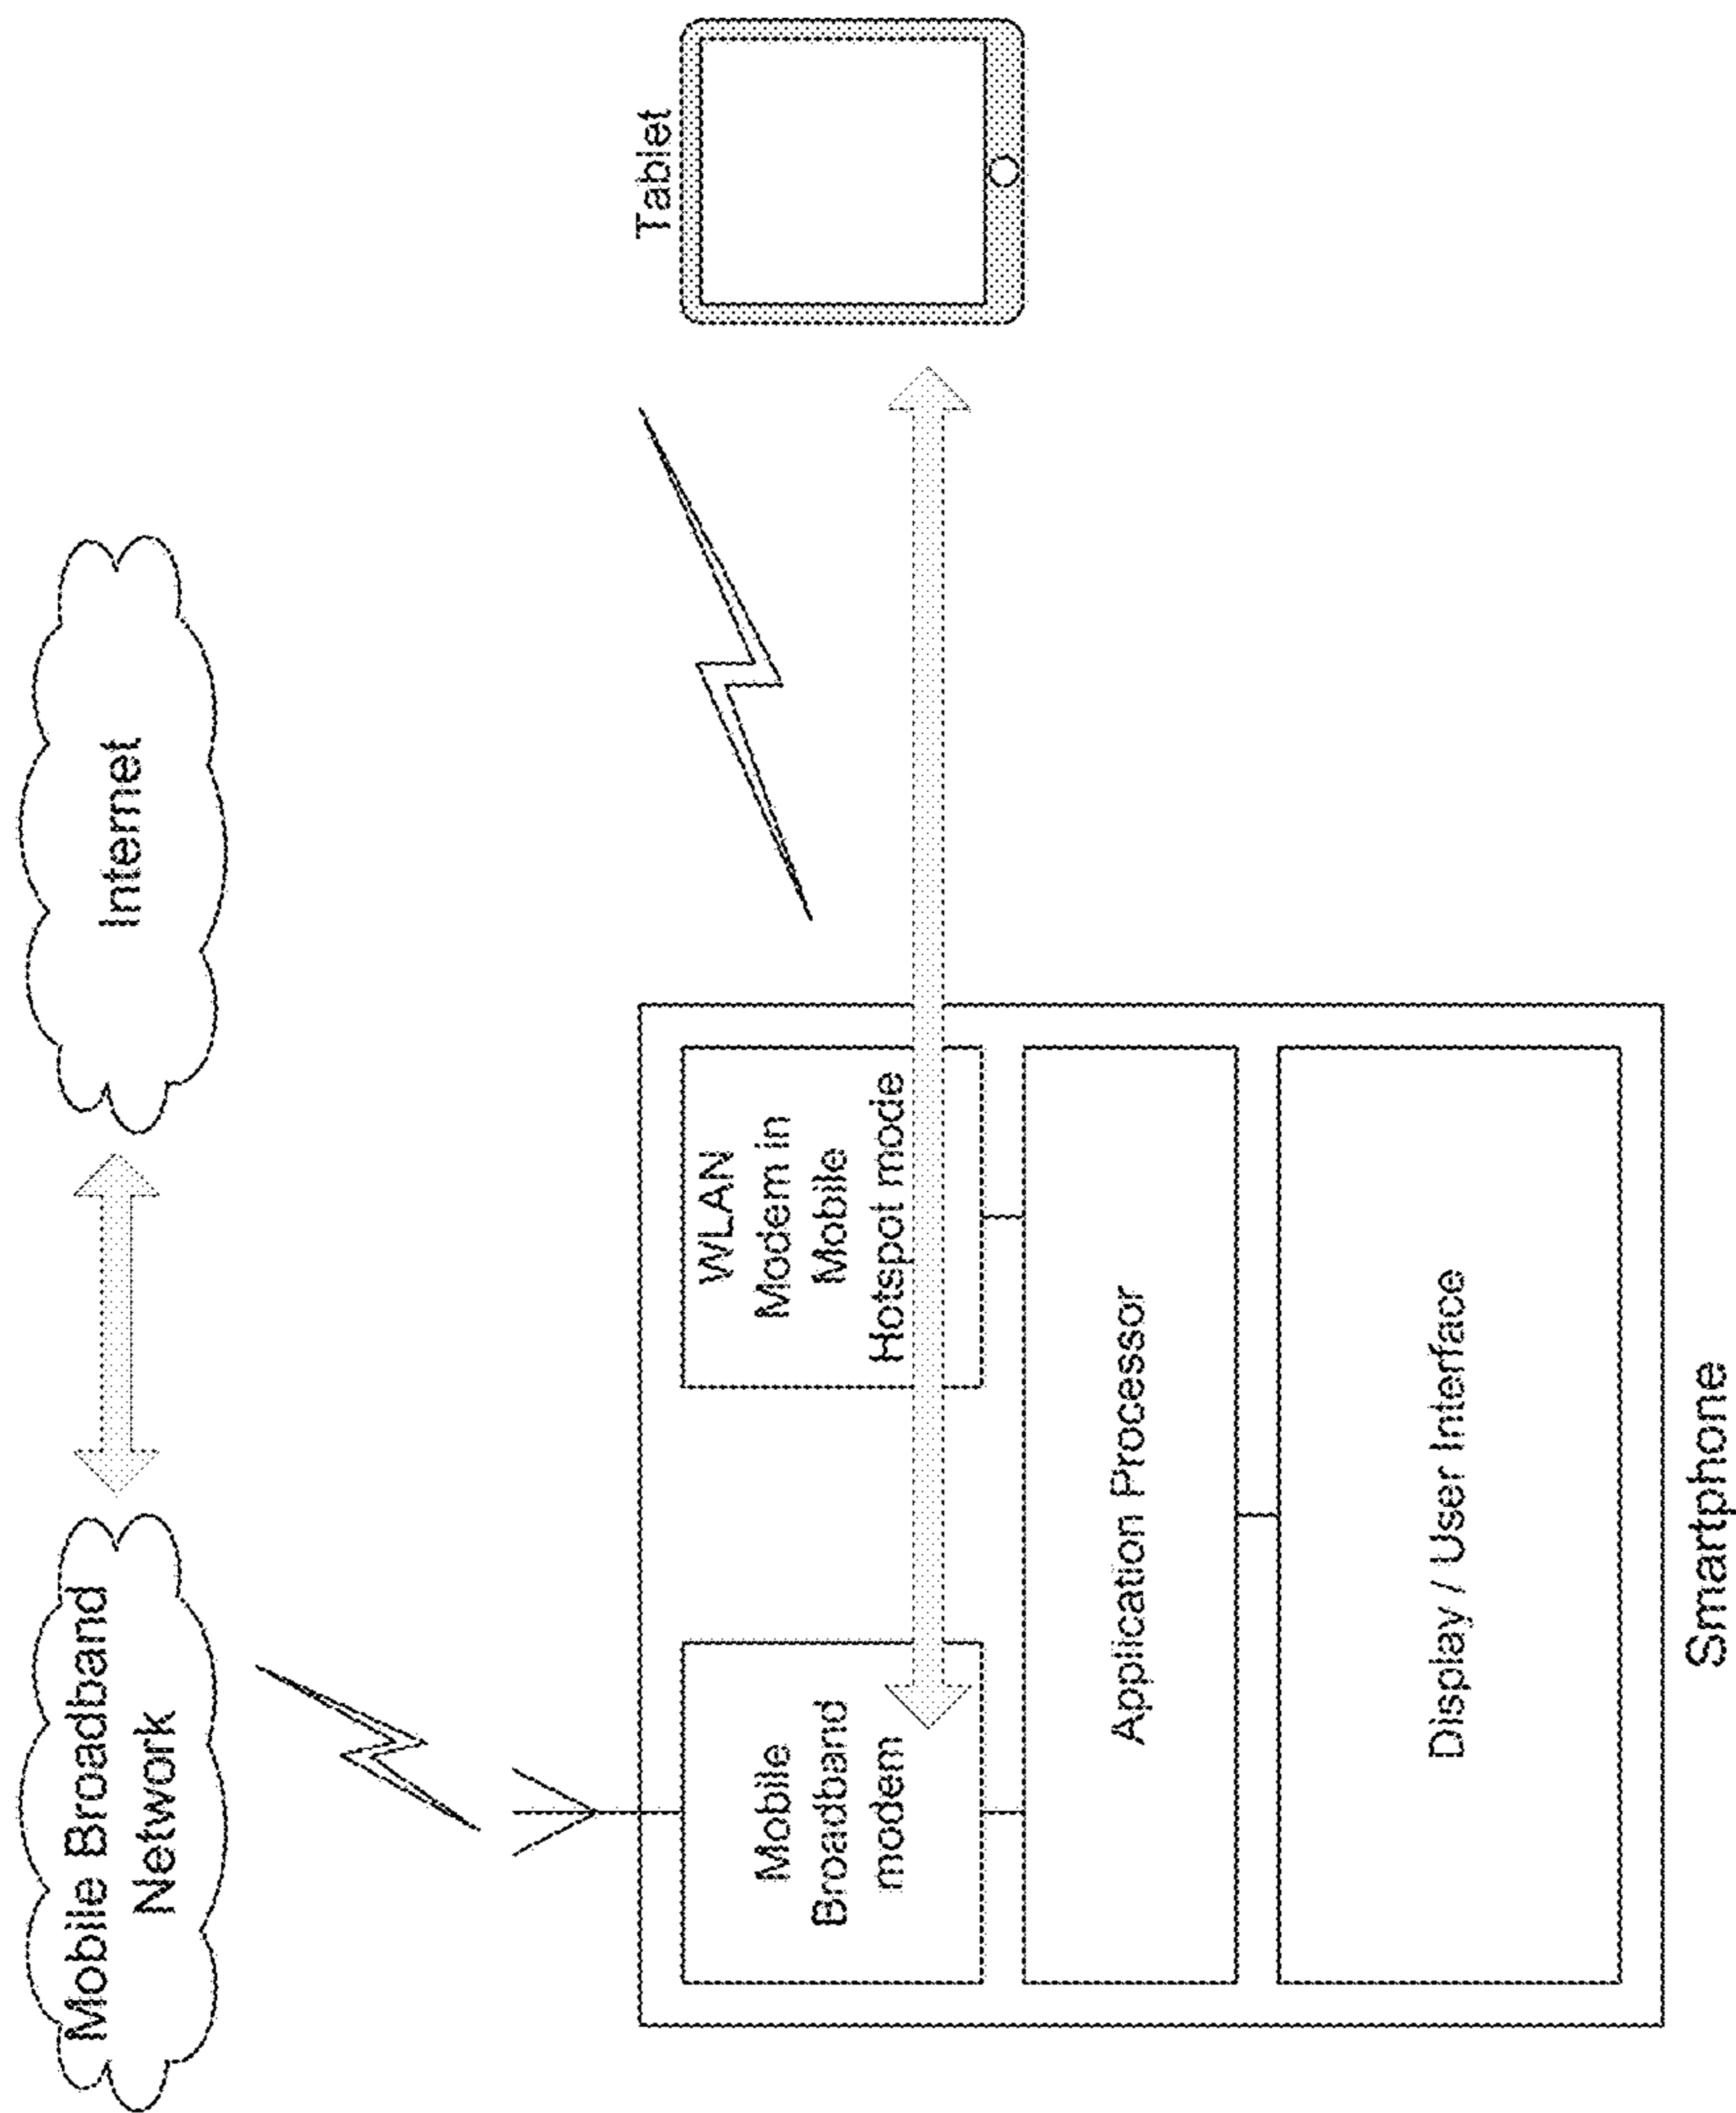 Mobile Broadband
Network
Internet
Tablet
Mobile
Broadband
modem
WLAN
Modem in
Mobile
Hotspot mode
Application Processor
Display / User Interface
Smartphone